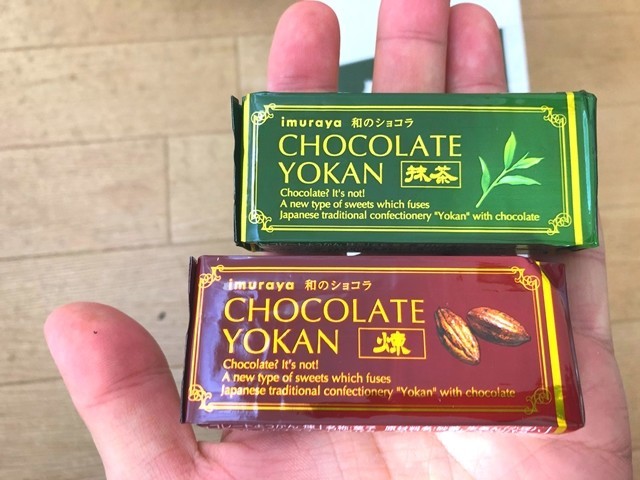 imuraya 和のショコラ
CHOCOLATE
YOKAN 抹茶
Chocolate? It's not!
A new type of sweets which fuses
Japanese traditional confectionery "Yokan" with chocolate
imuraya 和のショコラ
CHOCOLATE
YOKAN 煉
Chocolate? It's not!
A new type of sweets which fuses
Japanese traditional confectionery "Yokan" with chocolate